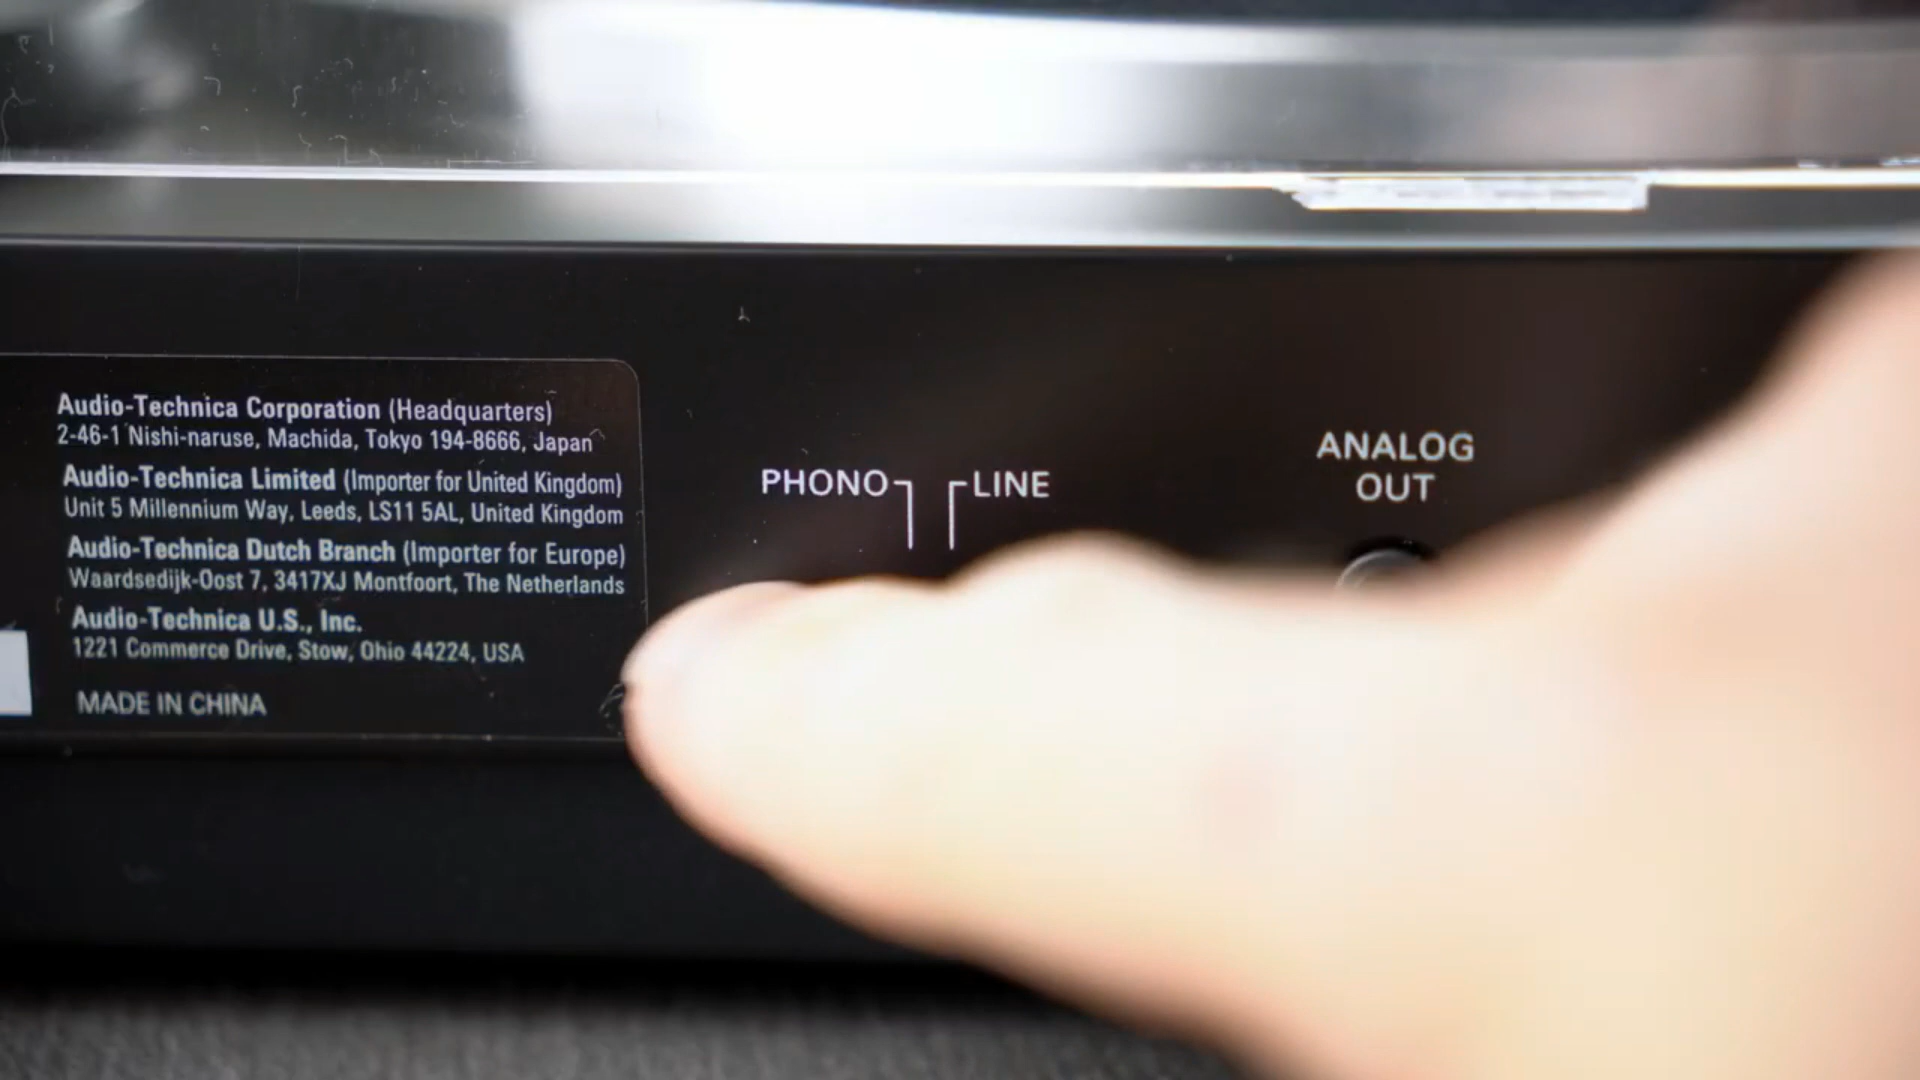 Audio-Technica Corporation (Headquarters)
2-46-1 Nishi-naruse, Machida, Tokyo 194-8666, Japan
Audio-Technica Limited (Importer for United Kingdom)
Unit 5 Millennium Way, Leeds, LS11 5AL, United Kingdom
Audio-Technica Dutch Branch (Importer for Europe)
Waardsedijk-Oost 7, 3417XJ Montfoort, The Netherlands
Audio-Technica U.S., Inc.
1221 Commerce Drive, Stow, Ohio 44224, USA
MADE IN CHINA
PHONO LINE
ANALOG
OUT